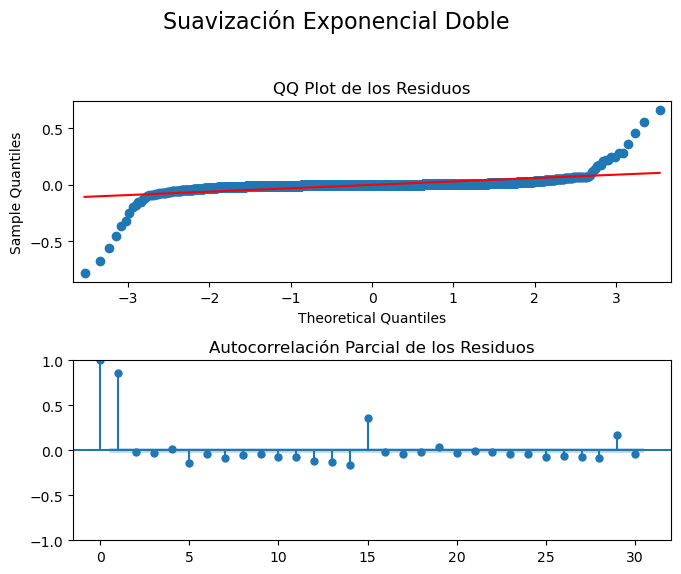 Suavización Exponencial Doble
QQ Plot de los Residuos
0.5
0.0
−0.5
Sample Quantiles
−3 −2 −1 0 1 2 3
Theoretical Quantiles
Autocorrelación Parcial de los Residuos
1.0
0.5
0.0
−0.5
−1.0
0 5 10 15 20 25 30